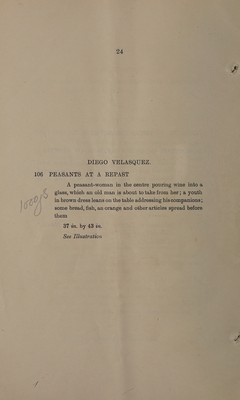 24
DIEGO VELASQUEZ.
106 PEASANTS AT A REPAST
A peasant-woman in the centre pouring wine into a
glass, which an old man is about to take from her; a youth
in brown dress leans on the table addressing his companions;
some bread, fish, an orange and other articles spread before
them
37 in. by 43 in.
See Illustration